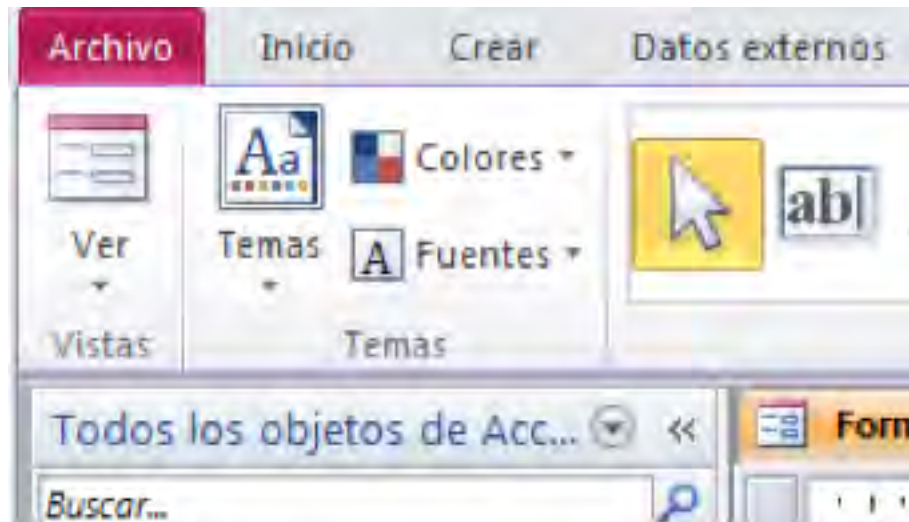 Archivo Inicio Crear Datos externos
Aa Colores
ab
Ver Temas A Fuentes
Vistas Temas
Todos los objetos de Acc... «
Buscar...